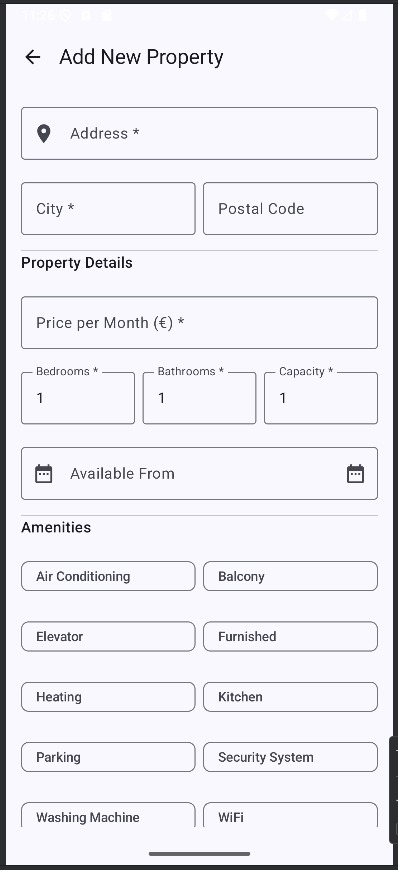 Add New Property
Address *
City *
Postal Code
Property Details
Price per Month (€) *
Bedrooms *
Bathrooms *
Capacity *
1
1
1
Available From
Amenities
Air Conditioning
Balcony
Elevator
Furnished
Heating
Kitchen
Parking
Security System
Washing Machine
WiFi